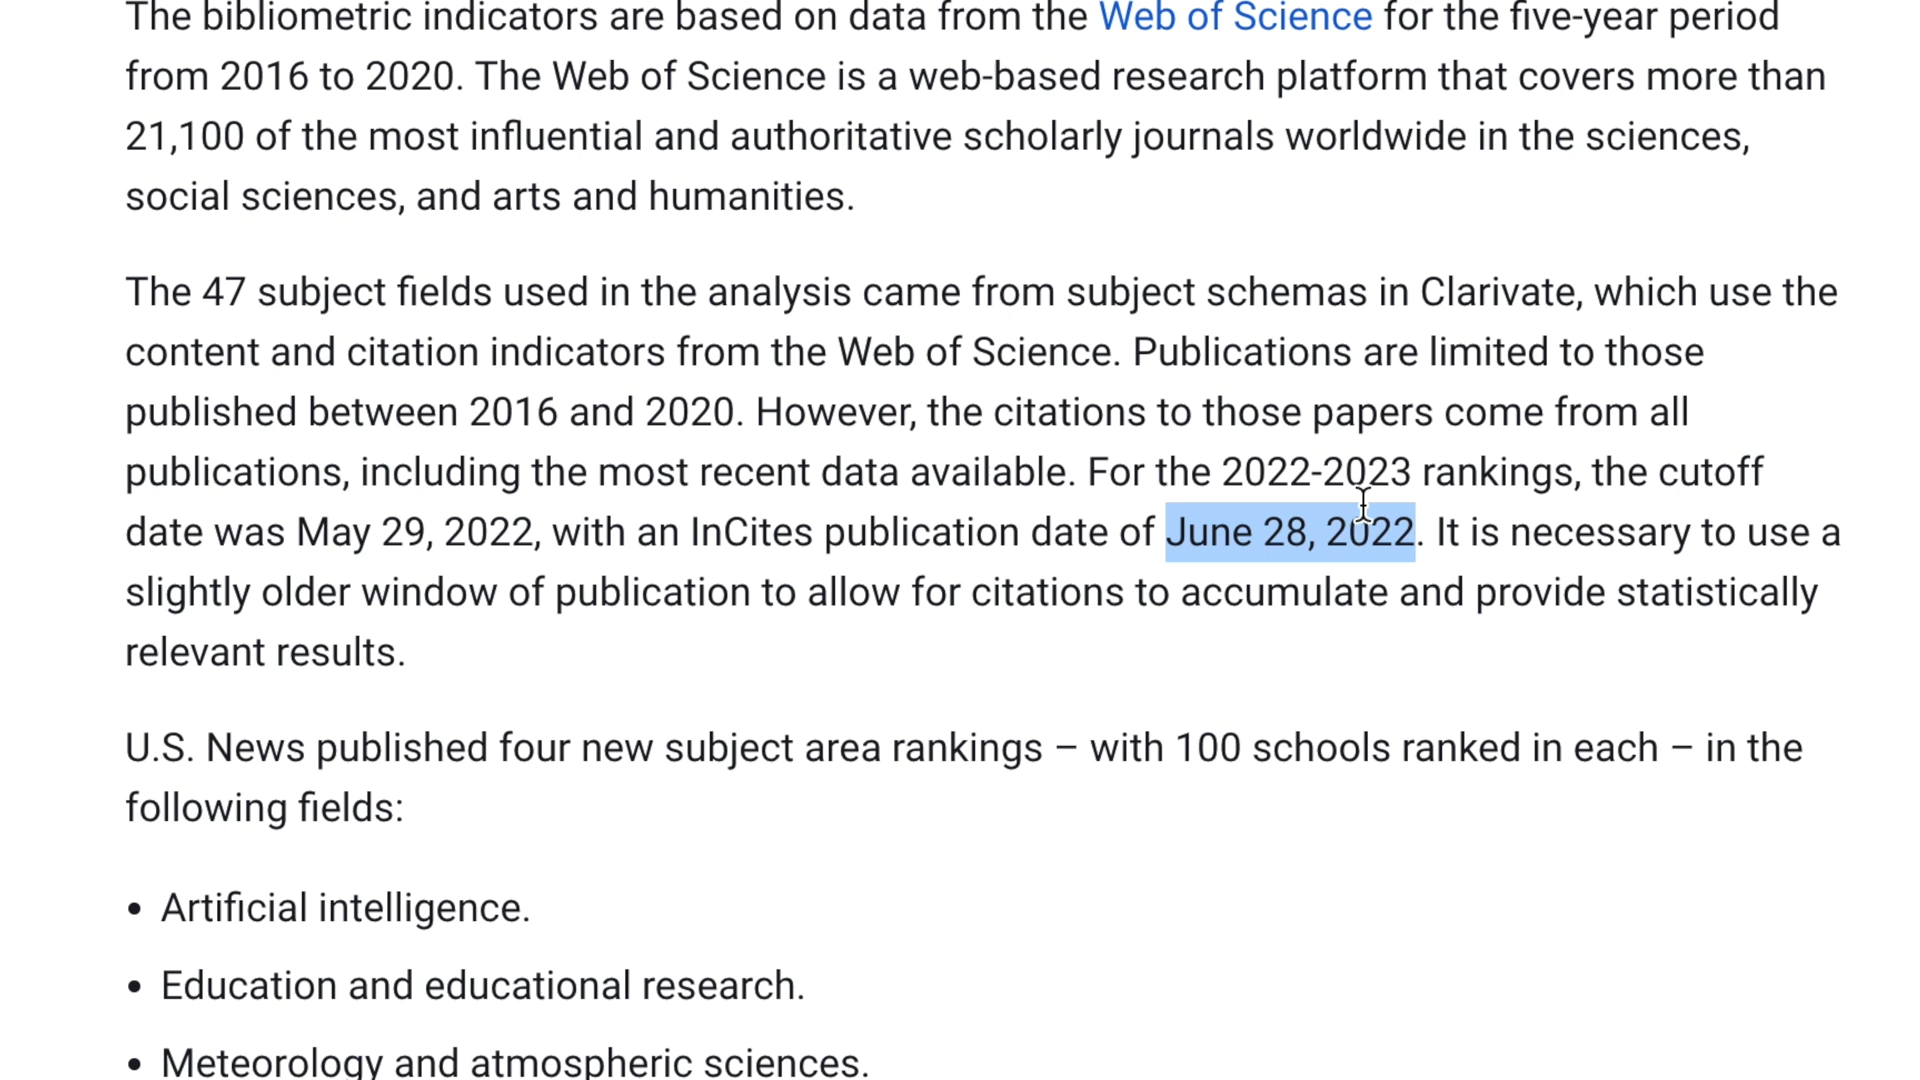 The bibliometric indicators are based on data from the Web of Science for the five-year period
from 2016 to 2020. The Web of Science is a web-based research platform that covers more than
21,100 of the most influential and authoritative scholarly journals worldwide in the sciences,
social sciences, and arts and humanities.
The 47 subject fields used in the analysis came from subject schemas in Clarivate, which use the
content and citation indicators from the Web of Science. Publications are limited to those
published between 2016 and 2020. However, the citations to those papers come from all
publications, including the most recent data available. For the 2022-2023 rankings, the cutoff
date was May 29, 2022, with an InCites publication date of June 28, 2022. It is necessary to use a
slightly older window of publication to allow for citations to accumulate and provide statistically
relevant results.
U.S. News published four new subject area rankings – with 100 schools ranked in each – in the
following fields:
• Artificial intelligence.
• Education and educational research.
• Meteorology and atmospheric sciences.